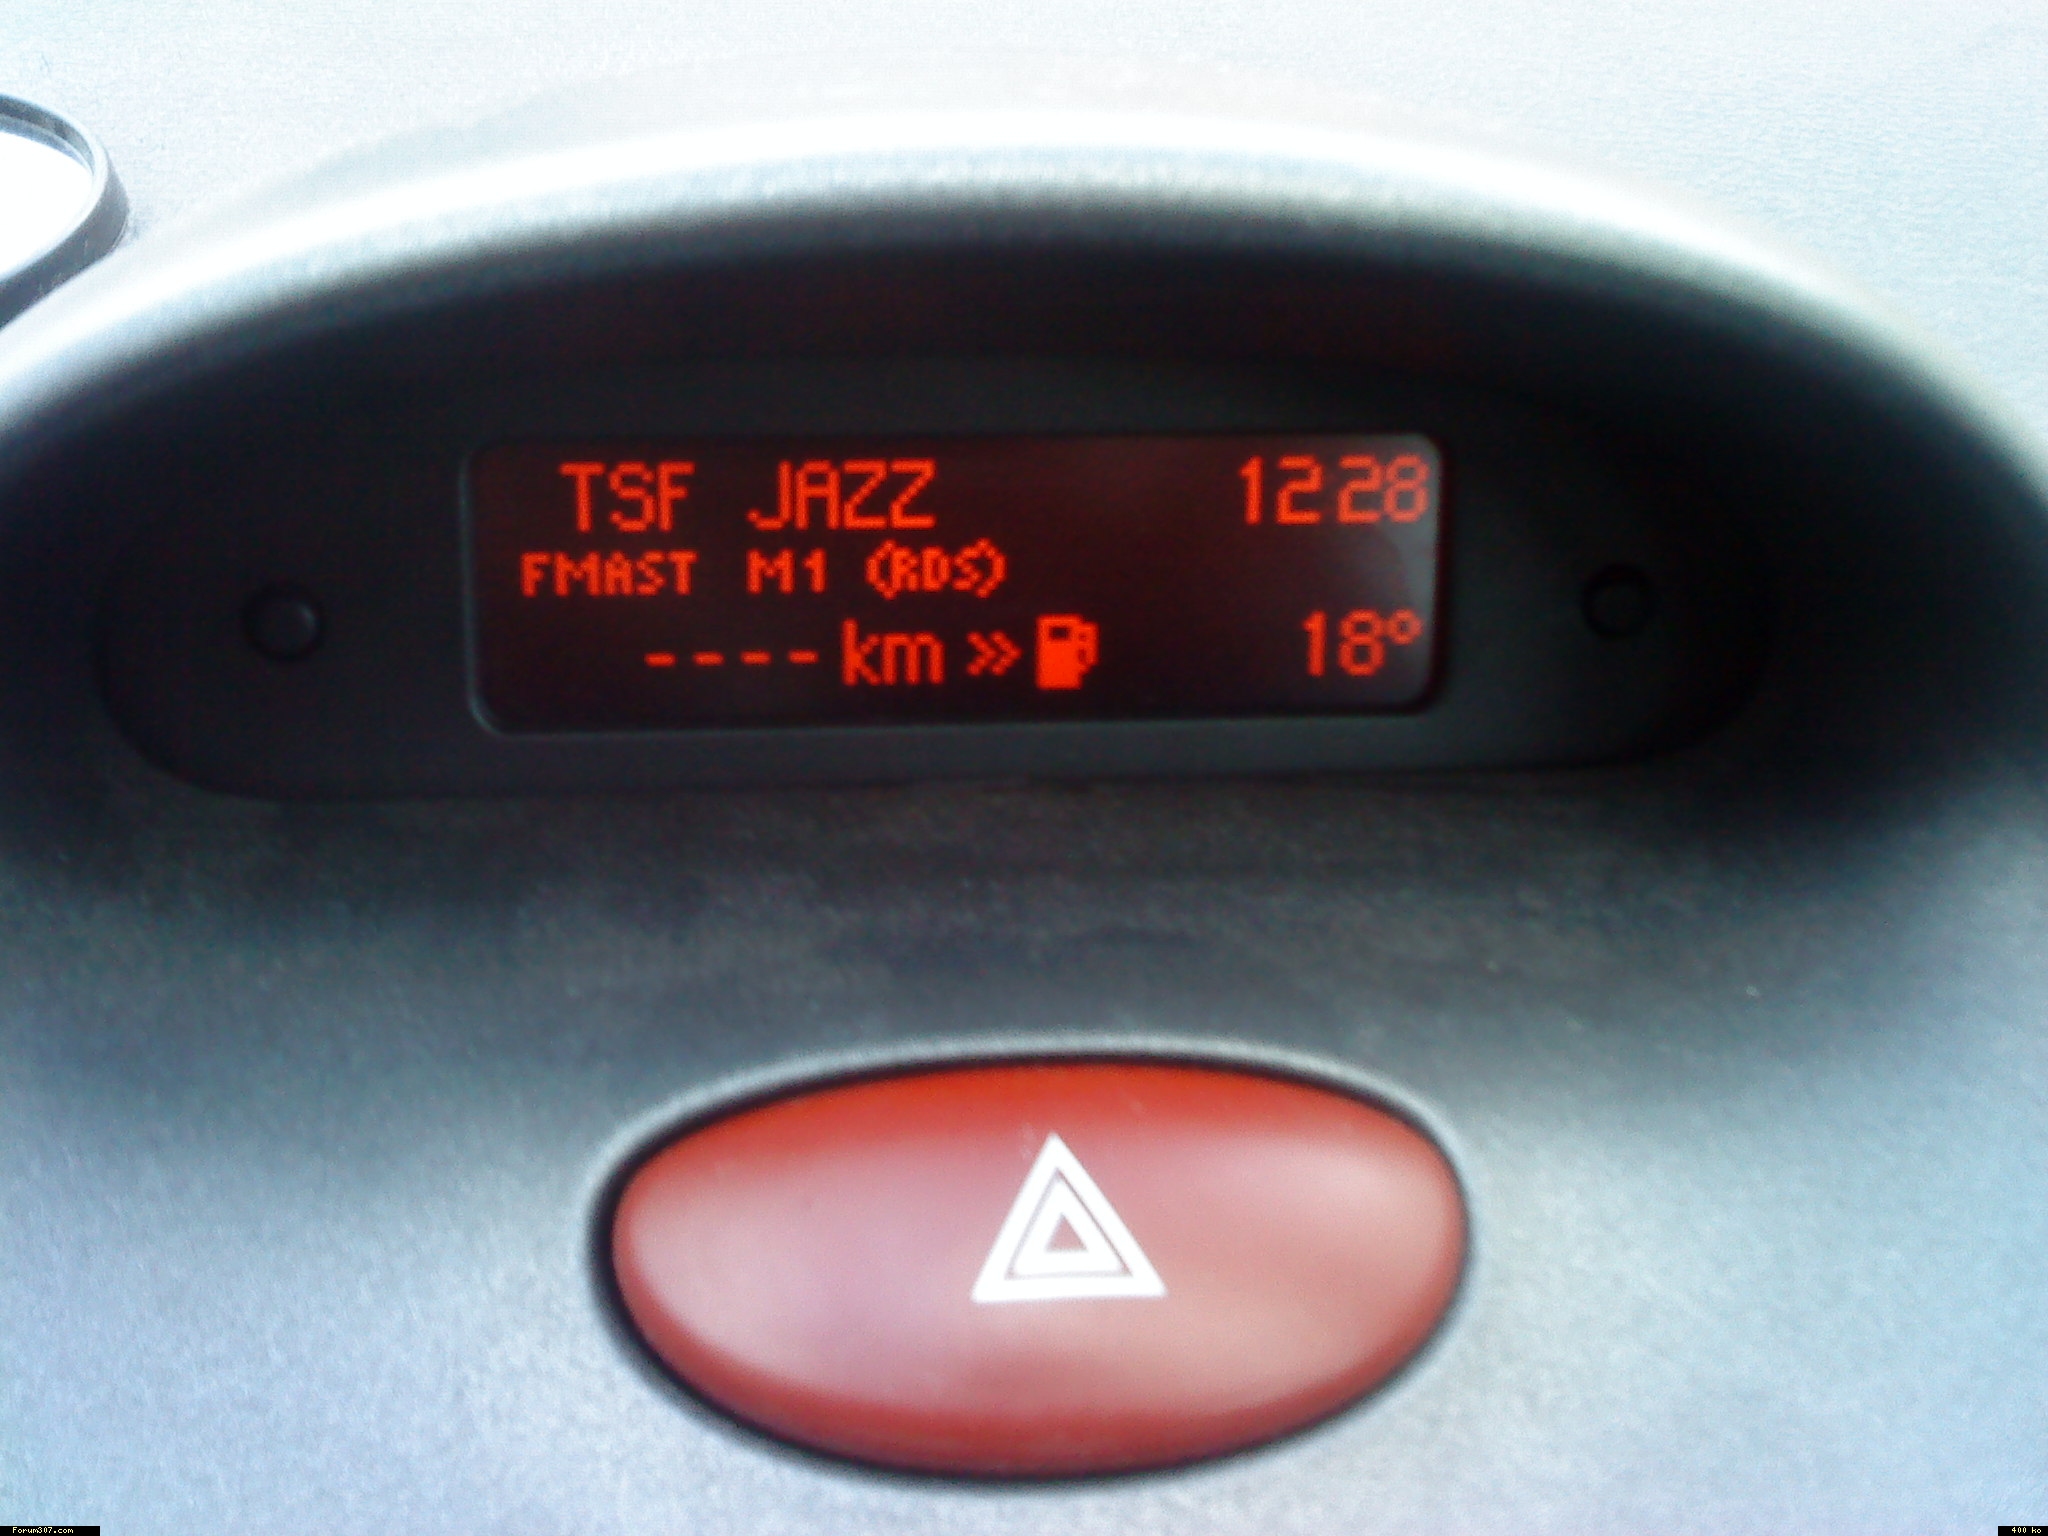 TSF JAZZ 12 28
FMAST M1 (RDS)
---- km » 18°
Forum307.com
400 ko